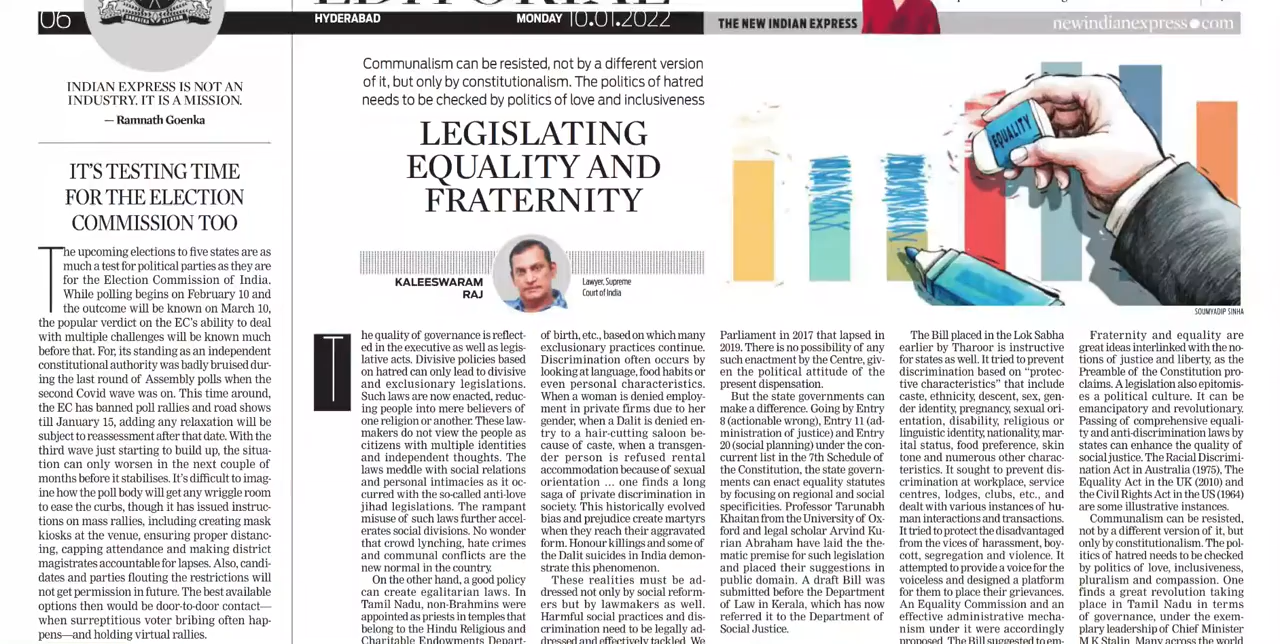 06
HYDERABAD
MONDAY 10.01.2022
THE NEW INDIAN EXPRESS
newindianexpress.com
INDIAN EXPRESS IS NOT AN
INDUSTRY. IT IS A MISSION.
— Ramnath Goenka
IT'S TESTING TIME
FOR THE ELECTION
COMMISSION TOO
The upcoming elections to five states are as
much a test for political parties as they are
for the Election Commission of India.
While polling begins on February 10 and
the outcome will be known on March 10,
the popular verdict on the EC's ability to deal
with multiple challenges will be known much
before that. For, its standing as an independent
constitutional authority was badly bruised dur-
ing the last round of Assembly polls when the
second Covid wave was on. This time around,
the EC has banned poll rallies and road shows
till January 15, adding any relaxation will be
subject to reassessment after that date. With the
third wave just starting to build up, the situa-
tion can only worsen in the next couple of
months before it stabilises. It's difficult to imag-
ine how the poll body will get any wriggle room
to ease the curbs, though it has issued instruc-
tions on mass rallies, including creating mask
kiosks at the venue, ensuring proper distanc-
ing, capping attendance and making district
magistrates accountable for lapses. Also, candi-
dates and parties flouting the restrictions will
not get permission in future. The best available
options then would be door-to-door contact—
when surreptitious voter bribing often hap-
pens—and holding virtual rallies.
Communalism can be resisted, not by a different version
of it, but only by constitutionalism. The politics of hatred
needs to be checked by politics of love and inclusiveness
LEGISLATING
EQUALITY AND
FRATERNITY
KALEESWARAM
RAJ
Lawyer, Supreme
Court of India
EQUALITY
SOUMYADIP SINHA
The quality of governance is reflect-
ed in the executive as well as legis-
lative acts. Divisive policies based
on hatred can only lead to divisive
and exclusionary legislations.
Such laws are now enacted, reduc-
ing people into mere believers of
one religion or another. These law-
makers do not view the people as
citizens with multiple identities
and independent thoughts. The
laws meddle with social relations
and personal intimacies as it oc-
curred with the so-called anti-love
jihad legislations. The rampant
misuse of such laws further accel-
erates social divisions. No wonder
that crowd lynching, hate crimes
and communal conflicts are the
new normal in the country.
On the other hand, a good policy
can create egalitarian laws. In
Tamil Nadu, non-Brahmins were
appointed as priests in temples that
belong to the Hindu Religious and
Charitable Endowments Depart-
of birth, etc., based on which many
exclusionary practices continue.
Discrimination often occurs by
looking at language, food habits or
even personal characteristics.
When a woman is denied employ-
ment in private firms due to her
gender, when a Dalit is denied en-
try to a hair-cutting saloon be-
cause of caste, when a transgen-
der person is refused rental
accommodation because of sexual
orientation ... one finds a long
saga of private discrimination in
society. This historically evolved
bias and prejudice create martyrs
when they reach their aggravated
form. Honour killings and some of
the Dalit suicides in India demon-
strate this phenomenon.
These realities must be ad-
dressed not only by social reform-
ers but by lawmakers as well.
Harmful social practices and dis-
crimination need to be legally ad-
dressed and effectively tackled. We
Parliament in 2017 that lapsed in
2019. There is no possibility of any
such enactment by the Centre, giv-
en the political attitude of the
present dispensation.
But the state governments can
make a difference. Going by Entry
8 (actionable wrong), Entry 11 (ad-
ministration of justice) and Entry
20 (social planning) under the con-
current list in the 7th Schedule of
the Constitution, the state govern-
ments can enact equality statutes
by focusing on regional and social
specificities. Professor Tarunabh
Khaitan from the University of Ox-
ford and legal scholar Arvind Ku-
rian Abraham have laid the the-
matic premise for such legislation
and placed their suggestions in
public domain. A draft Bill was
submitted before the Department
of Law in Kerala, which has now
referred it to the Department of
Social Justice.
The Bill placed in the Lok Sabha
earlier by Tharoor is instructive
for states as well. It tried to prevent
discrimination based on "protec-
tive characteristics" that include
caste, ethnicity, descent, sex, gen-
der identity, pregnancy, sexual ori-
entation, disability, religious or
linguistic identity, nationality, mar-
ital status, food preference, skin
tone and numerous other charac-
teristics. It sought to prevent dis-
crimination at workplace, service
centres, lodges, clubs, etc., and
dealt with various instances of hu-
man interactions and transactions.
It tried to protect the disadvantaged
from the vices of harassment, boy-
cott, segregation and violence. It
attempted to provide a voice for the
voiceless and designed a platform
for them to place their grievances.
An Equality Commission and an
effective administrative mecha-
nism under it were accordingly
proposed. The Bill suggested to em-
Fraternity and equality are
great ideas interlinked with the no-
tions of justice and liberty, as the
Preamble of the Constitution pro-
claims. A legislation also epitomis-
es a political culture. It can be
emancipatory and revolutionary.
Passing of comprehensive equali-
ty and anti-discrimination laws by
states can enhance the quality of
social justice. The Racial Discrimi-
nation Act in Australia (1975), The
Equality Act in the UK (2010) and
the Civil Rights Act in the US (1964)
are some illustrative instances.
Communalism can be resisted,
not by a different version of it, but
only by constitutionalism. The pol-
itics of hatred needs to be checked
by politics of love, inclusiveness,
pluralism and compassion. One
finds a great revolution taking
place in Tamil Nadu in terms
of governance, under the exem-
plary leadership of Chief Minister
M K Stalin. Many across the wor-